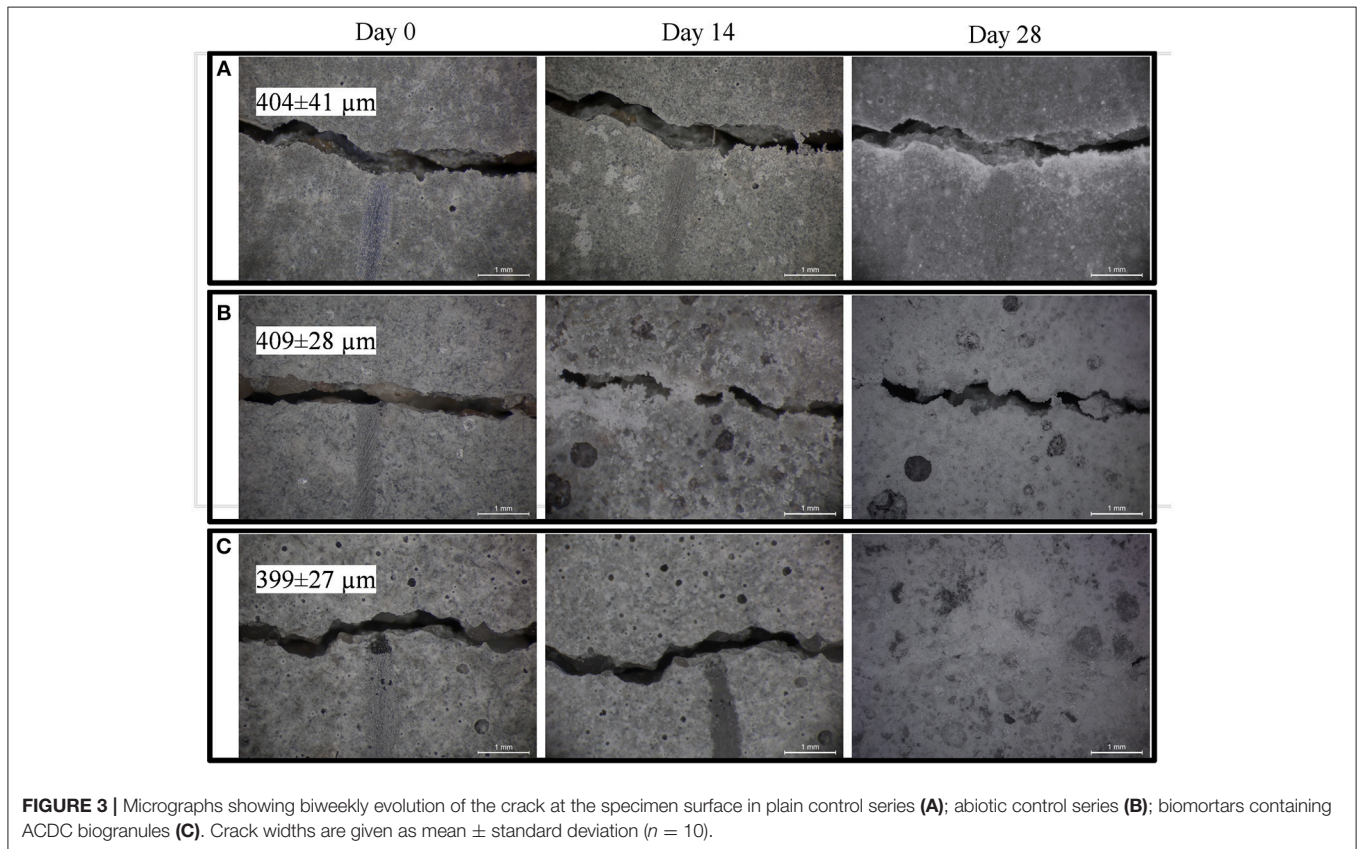 Day 0 Day 14 Day 28
A
404±41 µm
1 mm 1 mm 1 mm
B
409±28 µm
1 mm 1 mm 1 mm
C
399±27 µm
1 mm 1 mm 1 mm
FIGURE 3 | Micrographs showing biweekly evolution of the crack at the specimen surface in plain control series (A); abiotic control series (B); biomortars containing
ACDC biogranules (C). Crack widths are given as mean ± standard deviation (n = 10).